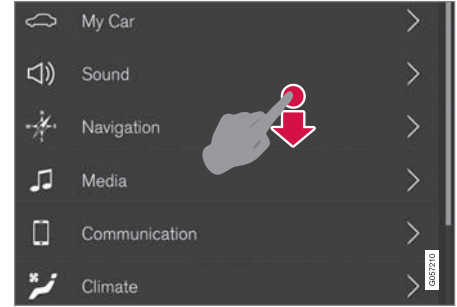 My Car
Sound
Navigation
Media
Communication
Climate
G057210